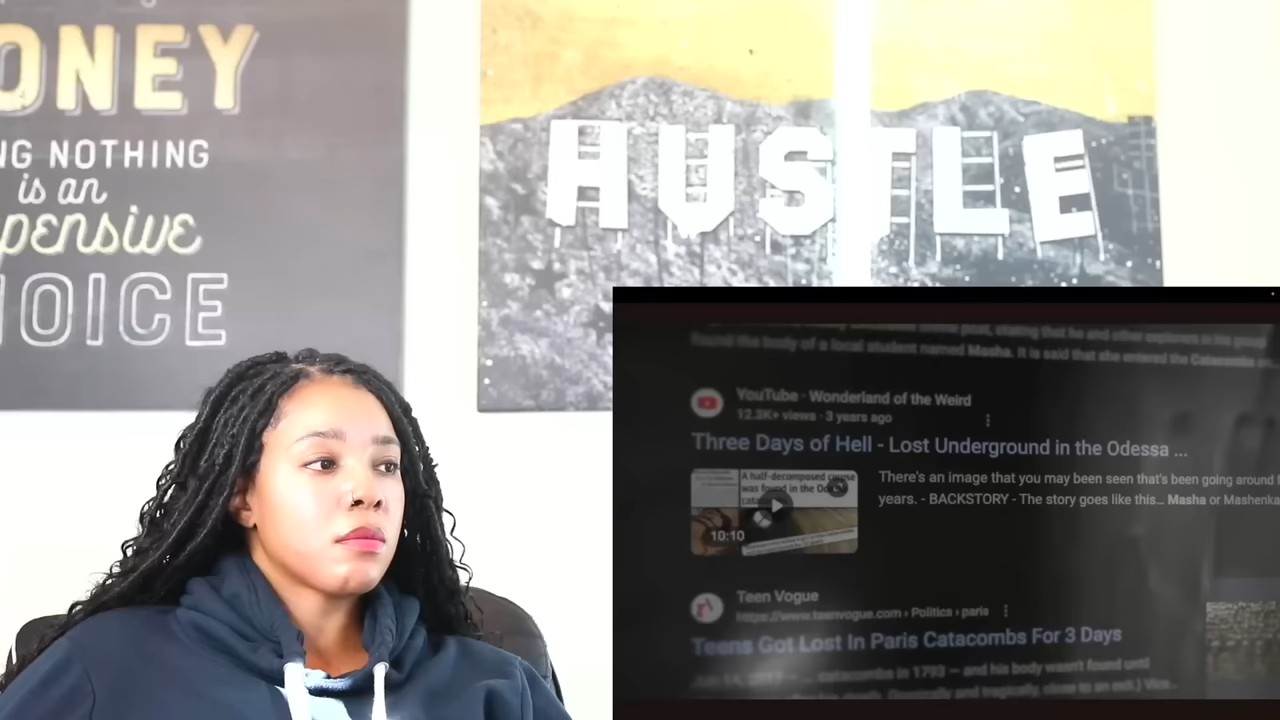 ONEY
NG NOTHING
is an
pensive
HOICE
HUSTLE
found the body of a local student named Masha. It is said that she entered the Catacombs
YouTube · Wonderland of the Weird
12.3K+ views · 3 years ago
Three Days of Hell - Lost Underground in the Odessa ...
There's an image that you may been seen that's been going around
years. - BACKSTORY - The story goes like this... Masha or Mashenka
A half-decomposed corpse
was found in the
10:10
Teen Vogue
https://www.teenvogue.com › Politics › paris
Teens Got Lost In Paris Catacombs For 3 Days
catacombs in 1793 — and his body wasn't found until